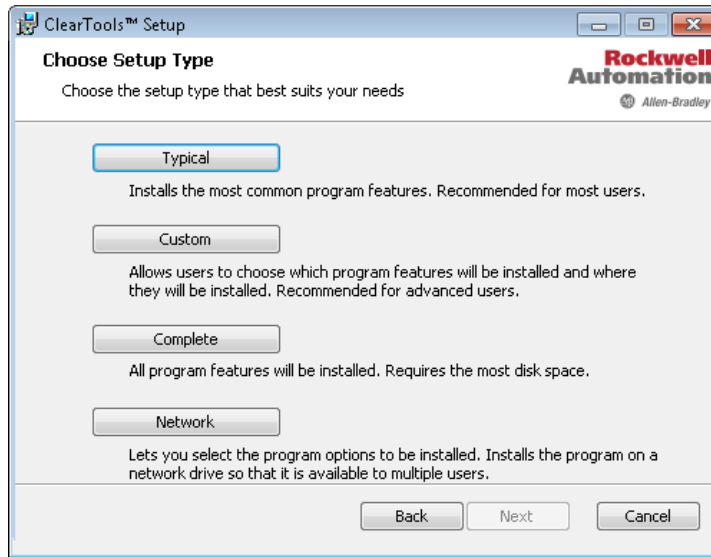 ClearTools™ Setup
Choose Setup Type
Choose the setup type that best suits your needs
Rockwell
Automation
AB Allen-Bradley
Typical
Installs the most common program features. Recommended for most users.
Custom
Allows users to choose which program features will be installed and where
they will be installed. Recommended for advanced users.
Complete
All program features will be installed. Requires the most disk space.
Network
Lets you select the program options to be installed. Installs the program on a
network drive so that it is available to multiple users.
Back
Next
Cancel